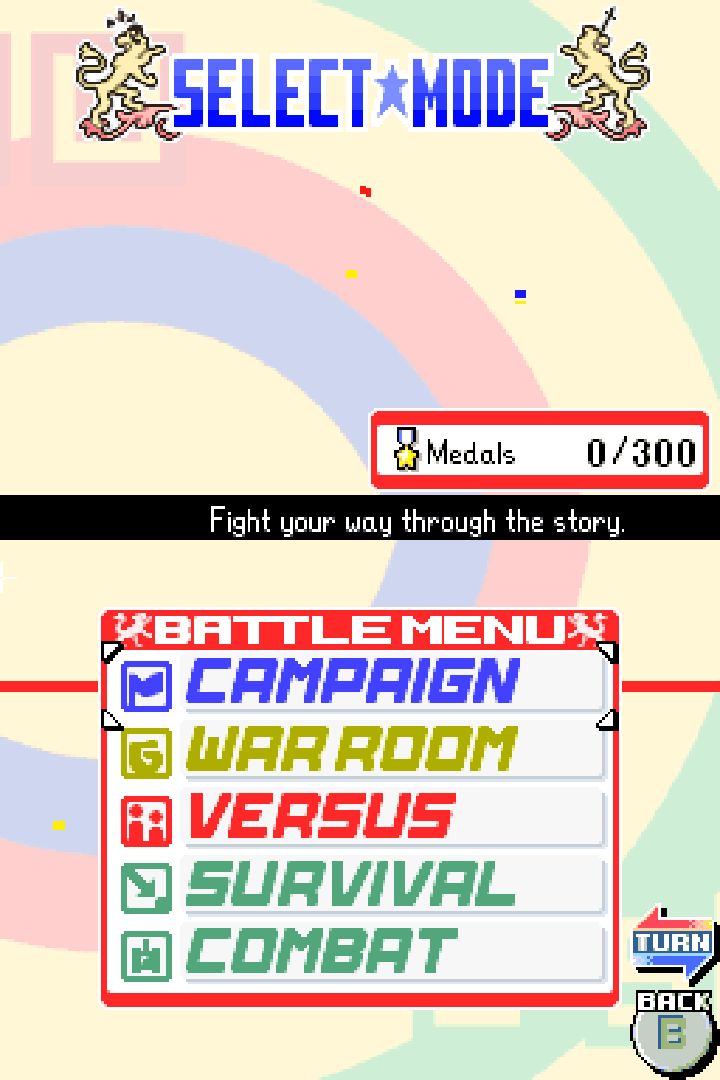 SELECT★MODE
Medals 0/300
Fight your way through the story.
BATTLE MENU
CAMPAIGN
G WAR ROOM
VERSUS
SURVIVAL
COMBAT
TURN
BACK
B